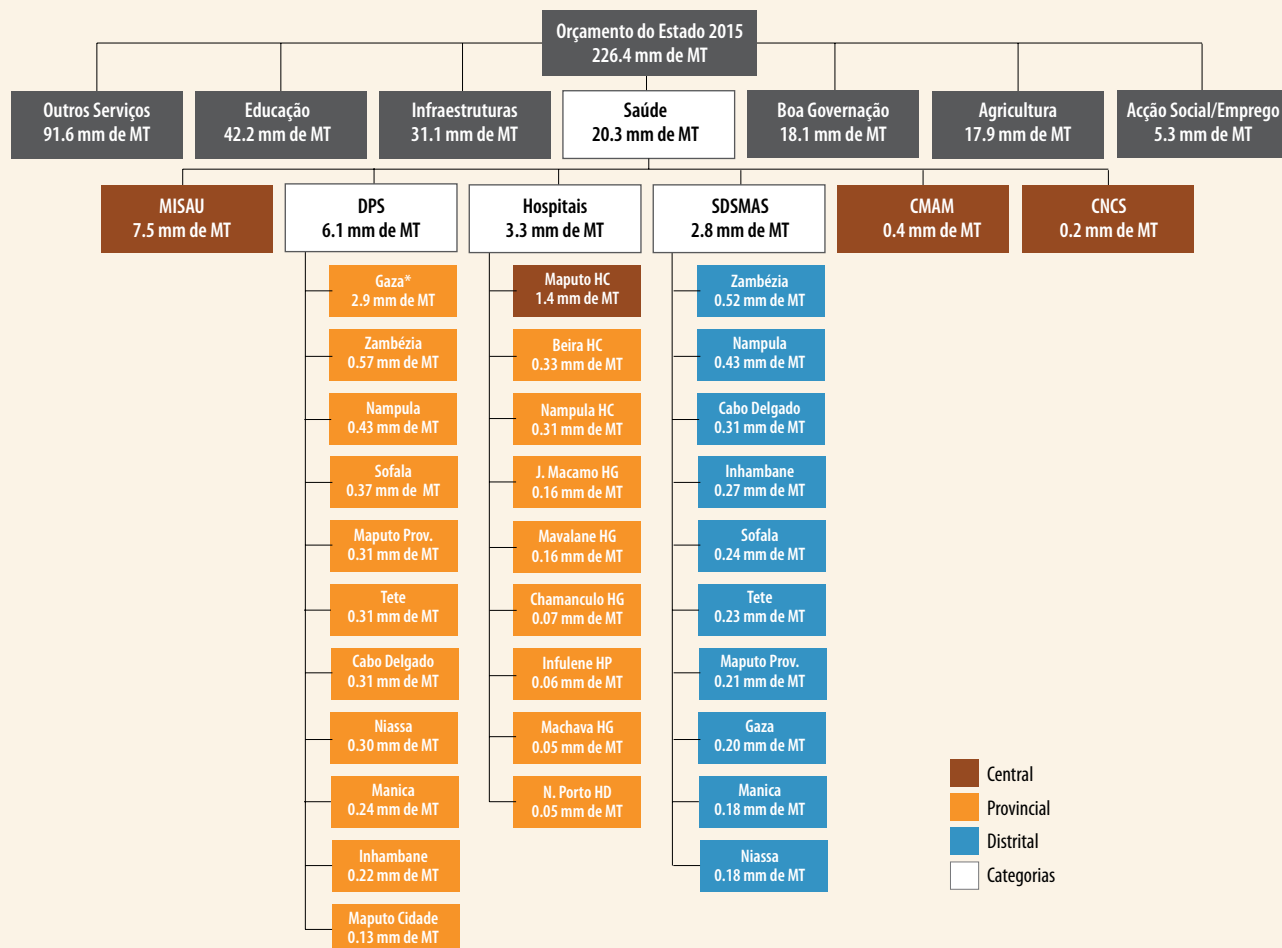 Orçamento do Estado 2015
226.4 mm de MT
Outros Serviços
91.6 mm de MT
Educação
42.2 mm de MT
Infraestruturas
31.1 mm de MT
Saúde
20.3 mm de MT
Boa Governação
18.1 mm de MT
Agricultura
17.9 mm de MT
Acção Social/Emprego
5.3 mm de MT
MISAU
7.5 mm de MT
DPS
6.1 mm de MT
Hospitais
3.3 mm de MT
SDSMAS
2.8 mm de MT
CMAM
0.4 mm de MT
CNCS
0.2 mm de MT
Gaza*
2.9 mm de MT
Zambézia
0.57 mm de MT
Nampula
0.43 mm de MT
Sofala
0.37 mm de MT
Maputo Prov.
0.31 mm de MT
Tete
0.31 mm de MT
Cabo Delgado
0.31 mm de MT
Niassa
0.30 mm de MT
Manica
0.24 mm de MT
Inhambane
0.22 mm de MT
Maputo Cidade
0.13 mm de MT
Maputo HC
1.4 mm de MT
Beira HC
0.33 mm de MT
Nampula HC
0.31 mm de MT
J. Macamo HG
0.16 mm de MT
Mavalane HG
0.16 mm de MT
Chamanculo HG
0.07 mm de MT
Infulene HP
0.06 mm de MT
Machava HG
0.05 mm de MT
N. Porto HD
0.05 mm de MT
Zambézia
0.52 mm de MT
Nampula
0.43 mm de MT
Cabo Delgado
0.31 mm de MT
Inhambane
0.27 mm de MT
Sofala
0.24 mm de MT
Tete
0.23 mm de MT
Maputo Prov.
0.21 mm de MT
Gaza
0.20 mm de MT
Manica
0.18 mm de MT
Niassa
0.18 mm de MT
Central
Provincial
Distrital
Categorias